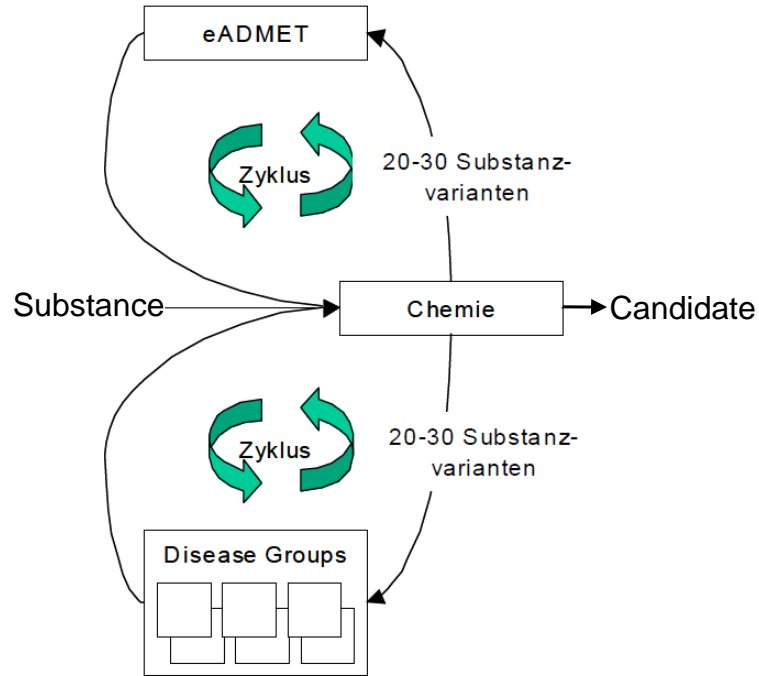 eADMET
Zyklus
20-30 Substanz-
varianten
Substance
Chemie
Candidate
Zyklus
20-30 Substanz-
varianten
Disease Groups